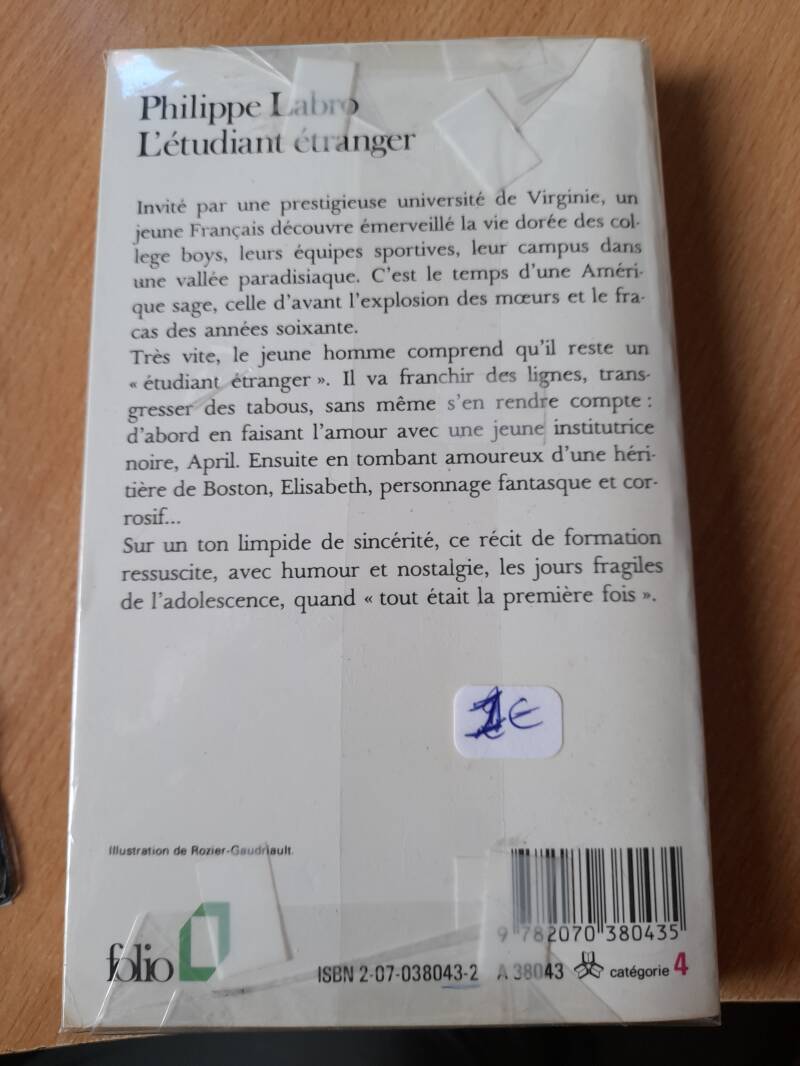 Philippe Labro
L'étudiant étranger
Invité par une prestigieuse université de Virginie, un
jeune Français découvre émerveillé la vie dorée des col-
lege boys, leurs équipes sportives, leur campus dans
une vallée paradisiaque. C'est le temps d'une Améri-
que sage, celle d'avant l'explosion des mœurs et le fra-
cas des années soixante.
Très vite, le jeune homme comprend qu'il reste un
« étudiant étranger ». Il va franchir des lignes, trans-
gresser des tabous, sans même s'en rendre compte :
d'abord en faisant l'amour avec une jeune institutrice
noire, April. Ensuite en tombant amoureux d'une héri-
tière de Boston, Elisabeth, personnage fantasque et cor-
rosif...
Sur un ton limpide de sincérité, ce récit de formation
ressuscite, avec humour et nostalgie, les jours fragiles
de l'adolescence, quand « tout était la première fois ».
1€
Illustration de Rozier-Gaudriault.
9 782070 380435
folio
ISBN 2-07-038043-2 A 38043 catégorie 4